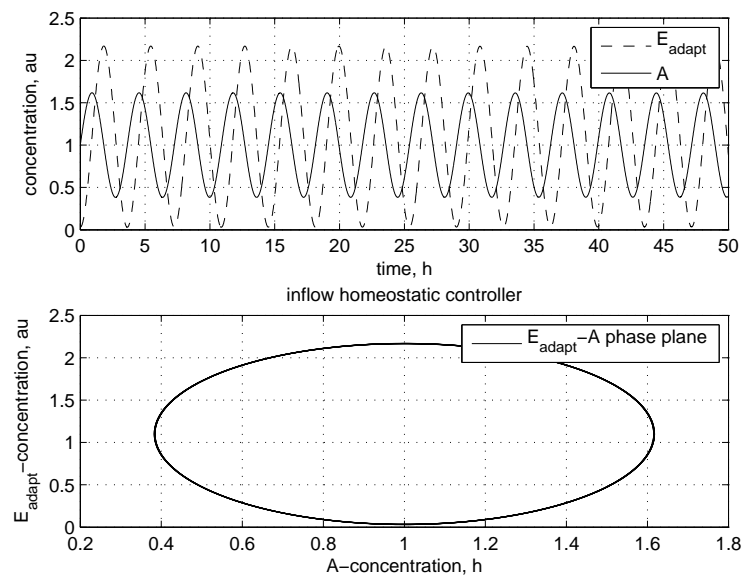 2.5
2
1.5
1
0.5
0
concentration, au
E_adapt
A
0 5 10 15 20 25 30 35 40 45 50
time, h
inflow homeostatic controller
2.5
2
1.5
1
0.5
0
E_adapt−concentration, au
E_adapt−A phase plane
0.2 0.4 0.6 0.8 1 1.2 1.4 1.6 1.8
A−concentration, h